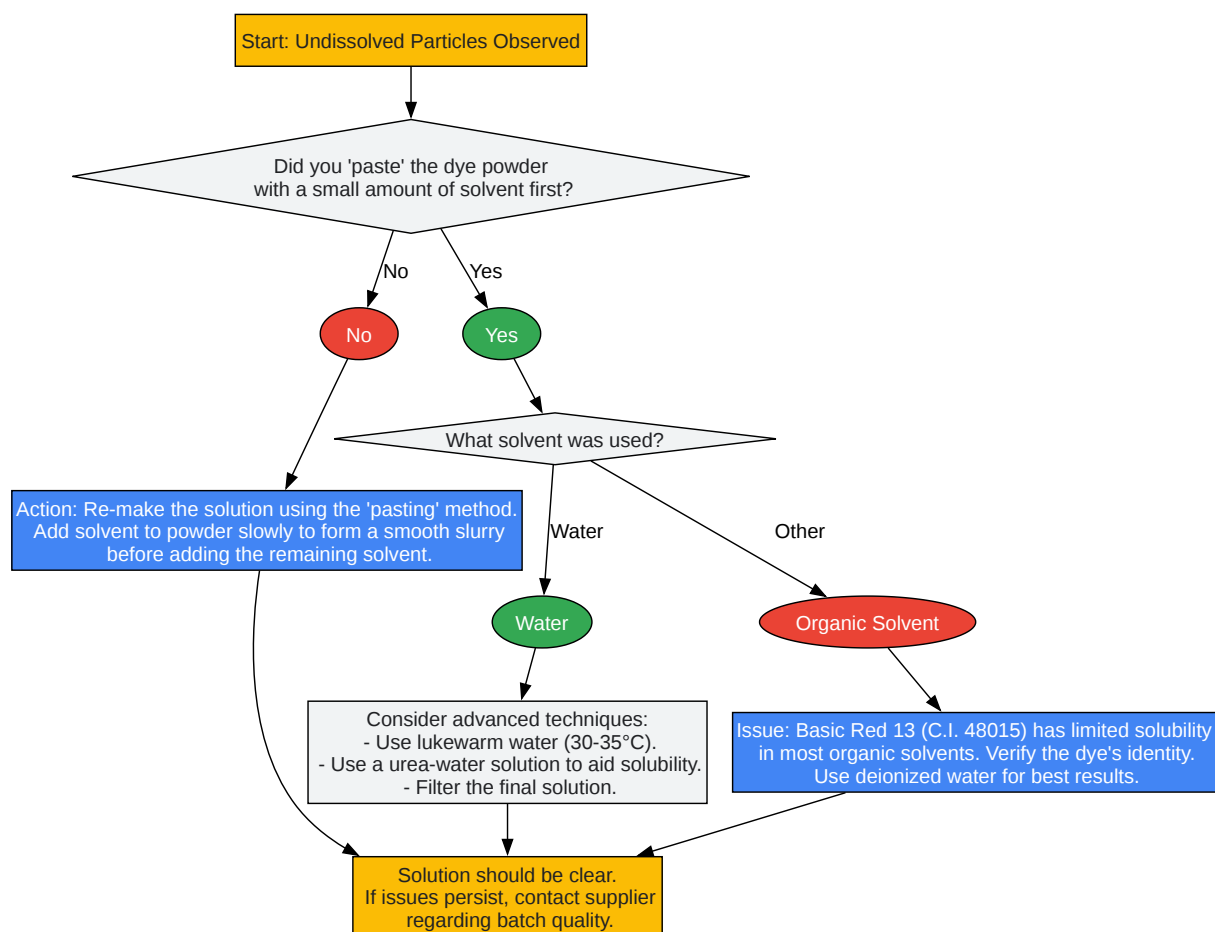 Start: Undissolved Particles Observed
Did you 'paste' the dye powder
with a small amount of solvent first?
No
Yes
No
Yes
What solvent was used?
Action: Re-make the solution using the 'pasting' method.
Add solvent to powder slowly to form a smooth slurry
before adding the remaining solvent.
Water
Other
Water
Organic Solvent
Consider advanced techniques:
- Use lukewarm water (30-35°C).
- Use a urea-water solution to aid solubility.
- Filter the final solution.
Issue: Basic Red 13 (C.I. 48015) has limited solubility
in most organic solvents. Verify the dye's identity.
Use deionized water for best results.
Solution should be clear.
If issues persist, contact supplier
regarding batch quality.